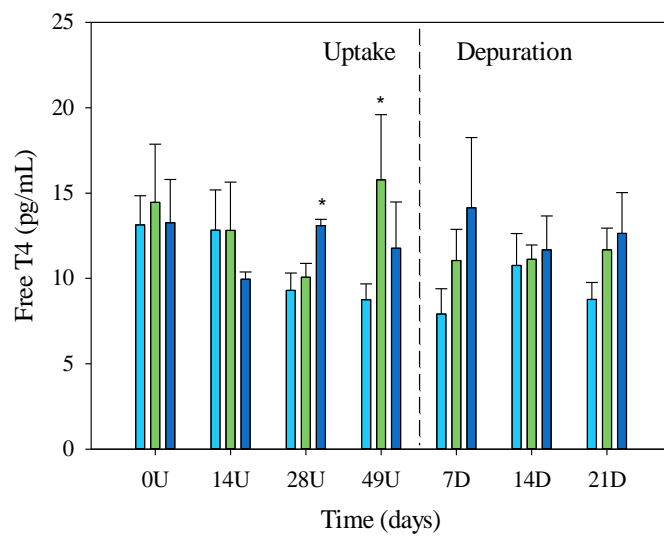 25
Uptake
Depuration
20
*
15
*
10
5
0
Free T4 (pg/mL)
0U 14U 28U 49U 7D 14D 21D
Time (days)